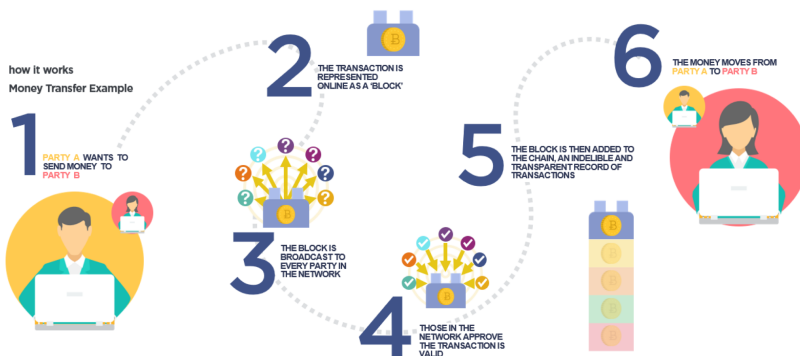 how it works
Money Transfer Example
1
PARTY A WANTS TO
SEND MONEY TO
PARTY B
2
THE TRANSACTION IS
REPRESENTED
ONLINE AS A 'BLOCK'
3
THE BLOCK IS
BROADCAST TO
EVERY PARTY IN
THE NETWORK
4
THOSE IN THE
NETWORK APPROVE
THE TRANSACTION IS
VALID
5
THE BLOCK IS THEN ADDED TO
THE CHAIN, AN INDELIBLE AND
TRANSPARENT RECORD OF
TRANSACTIONS
6
THE MONEY MOVES FROM
PARTY A TO PARTY B